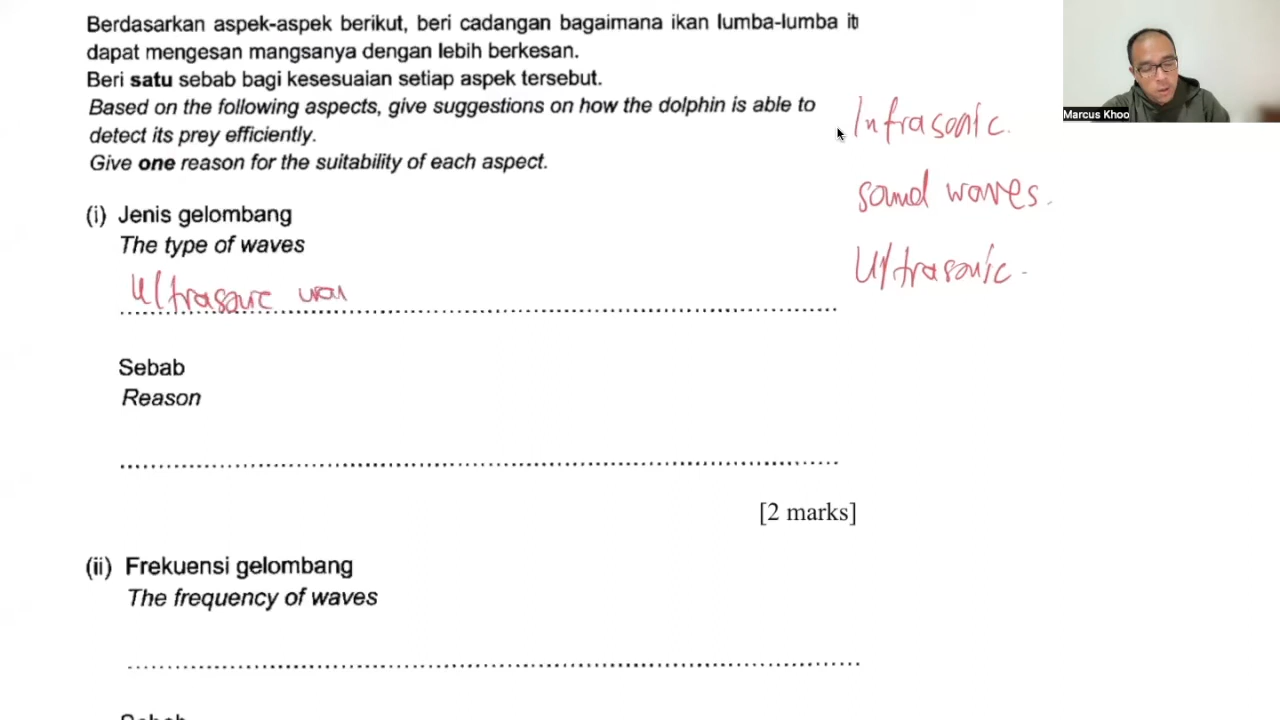 Berdasarkan aspek-aspek berikut, beri cadangan bagaimana ikan lumba-lumba it
dapat mengesan mangsanya dengan lebih berkesan.
Beri satu sebab bagi kesesuaian setiap aspek tersebut.
Based on the following aspects, give suggestions on how the dolphin is able to
detect its prey efficiently.
Give one reason for the suitability of each aspect.
Marcus Khoo
Infrasonic.
sound waves.
Ultrasonic.
(i) Jenis gelombang
The type of waves
Ultrasonic wav
Sebab
Reason
[2 marks]
(ii) Frekuensi gelombang
The frequency of waves
Sebab